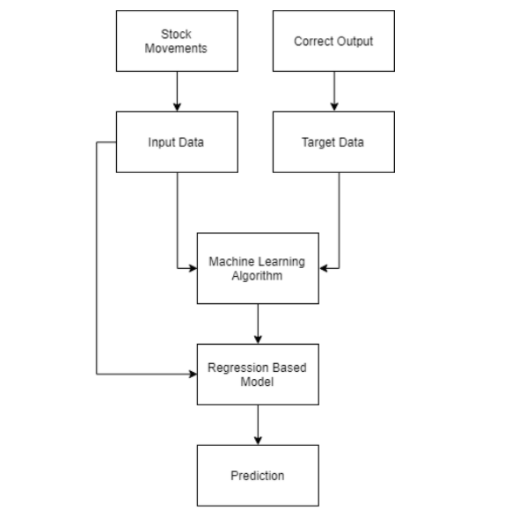 Stock
Movements
Correct Output
Input Data
Target Data
Machine Learning
Algorithm
Regression Based
Model
Prediction